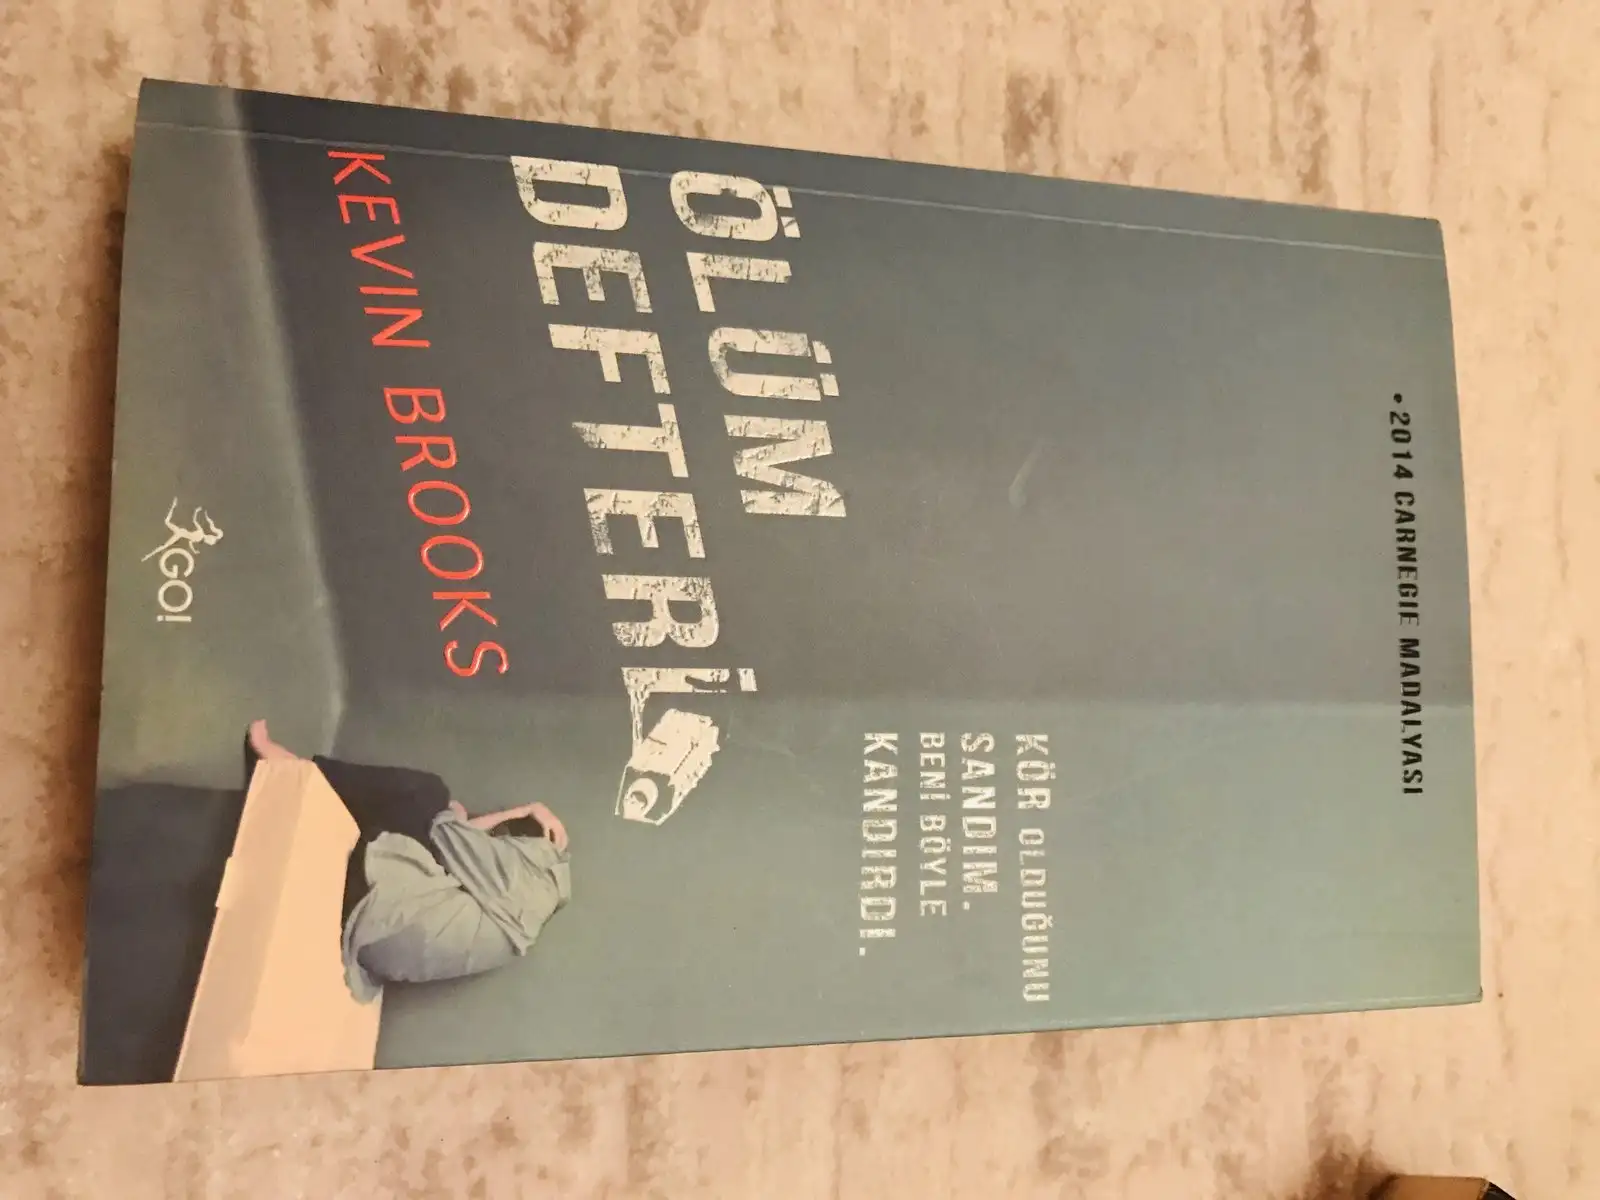 •2014 CARNEGIE MADALYASI
KÖR OLDUĞUNU
SANDIM.
BENİ BÖYLE
KANDIRDI.
ÖLÜM
DEFTERİ
KEVIN BROOKS
GO!